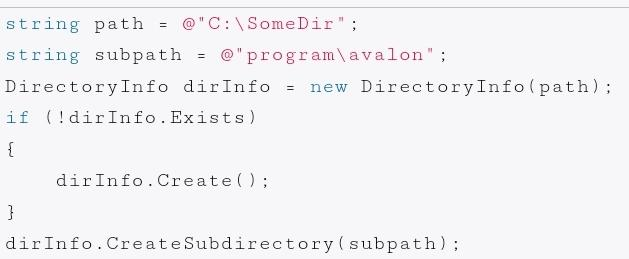 string path = @"C:\SomeDir";
string subpath = @"program\avalon";
DirectoryInfo dirInfo = new DirectoryInfo(path);
if (!dirInfo.Exists)
{
    dirInfo.Create();
}
dirInfo.CreateSubdirectory(subpath);